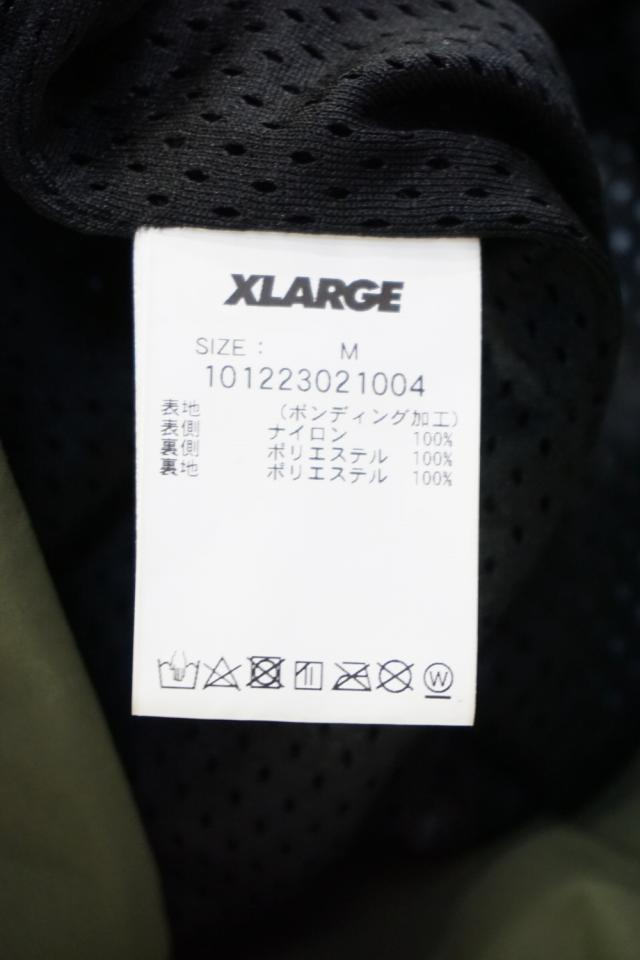 XLARGE
SIZE : M
101223021004
表地 (ボンディング加工)
表側 ナイロン 100%
裏側 ポリエステル 100%
裏地 ポリエステル 100%
W